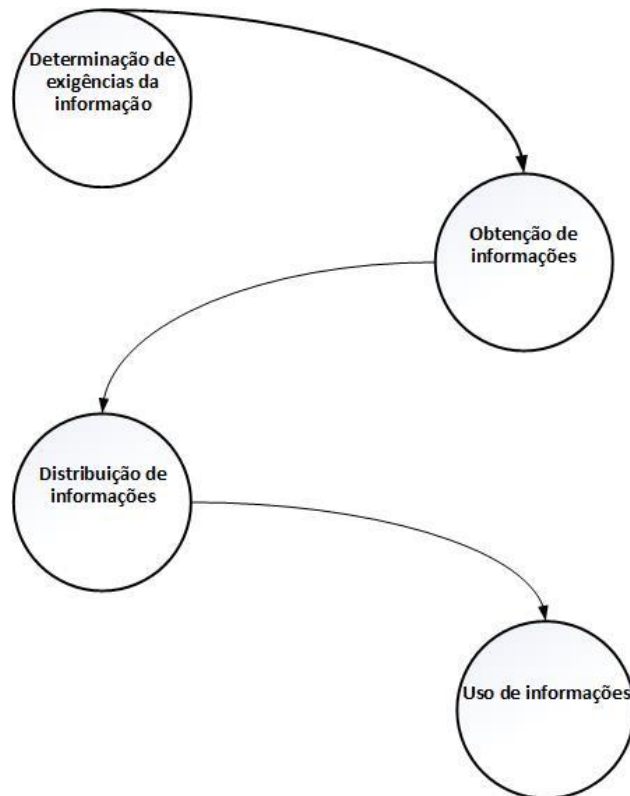 Determinação de
exigências da
informação
Obtenção de
informações
Distribuição de
informações
Uso de informações